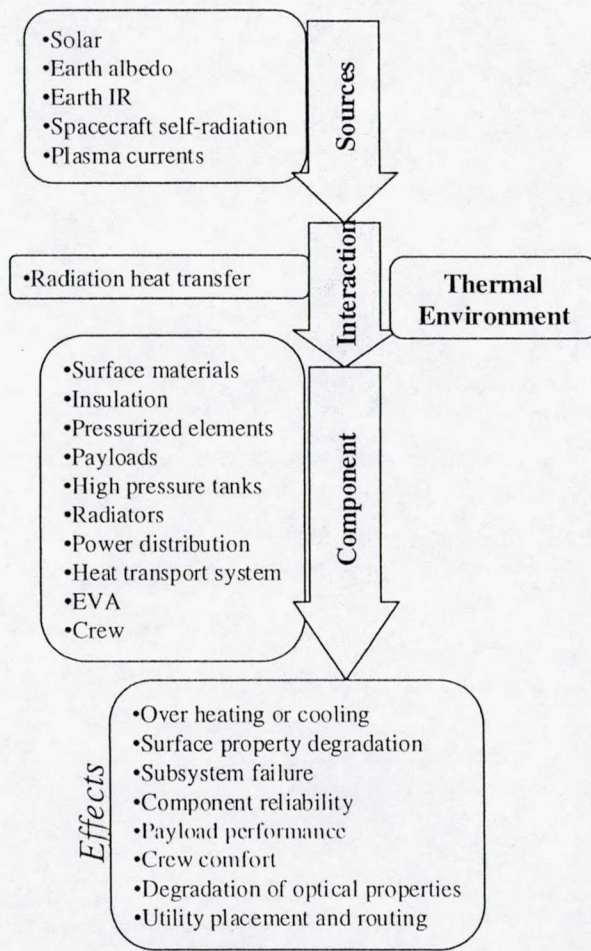 •Solar
•Earth albedo
•Earth IR
•Spacecraft self-radiation
•Plasma currents
Sources
•Radiation heat transfer
Interaction
Thermal
Environment
•Surface materials
•Insulation
•Pressurized elements
•Payloads
•High pressure tanks
•Radiators
•Power distribution
•Heat transport system
•EVA
•Crew
Component
Effects
•Over heating or cooling
•Surface property degradation
•Subsystem failure
•Component reliability
•Payload performance
•Crew comfort
•Degradation of optical properties
•Utility placement and routing